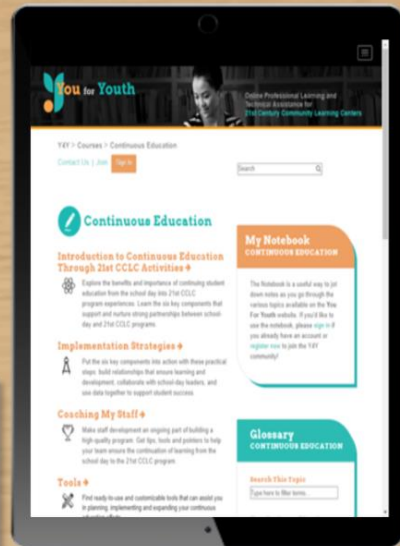 You for Youth
Online Professional Learning and
Technical Assistance for
21st Century Community Learning Centers
Y4Y > Courses > Continuous Education
Contact Us | Join Sign In
Search
Continuous Education
Introduction to Continuous Education
Through 21st CCLC Activities
Explore the benefits and importance of continuing student
education from the school day into 21st CCLC
program experiences. Learn the six key components that
support and nurture strong partnerships between school-
day and 21st CCLC programs.
Implementation Strategies
Put the six key components into action with these practical
steps: build relationships that ensure learning and
development, collaborate with school-day leaders, and
use data together to support student success.
Coaching My Staff
Make staff development an ongoing part of building a
high-quality program. Get tips, tools and pointers to help
your team ensure the continuation of learning from the
school day to the 21st CCLC program.
Tools
Find ready-to-use and customizable tools that can assist you
in planning, implementing and expanding your continuous
education efforts
My Notebook
CONTINUOUS EDUCATION
The Notebook is a useful way to jot
down notes as you go through the
various topics available on the You
For Youth website. If you'd like to
use the notebook, please sign in if
you already have an account or
register now to join the Y4Y
community!
Glossary
CONTINUOUS EDUCATION
Search This Topic
Type here to filter terms...